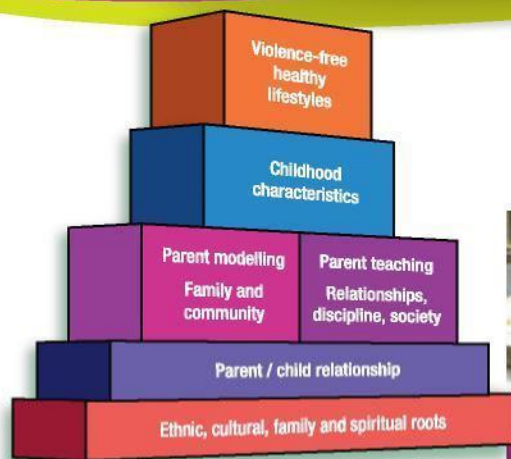 Violence-free
healthy
lifestyles
Childhood
characteristics
Parent modelling
Family and
community
Parent teaching
Relationships,
discipline, society
Parent / child relationship
Ethnic, cultural, family and spiritual roots